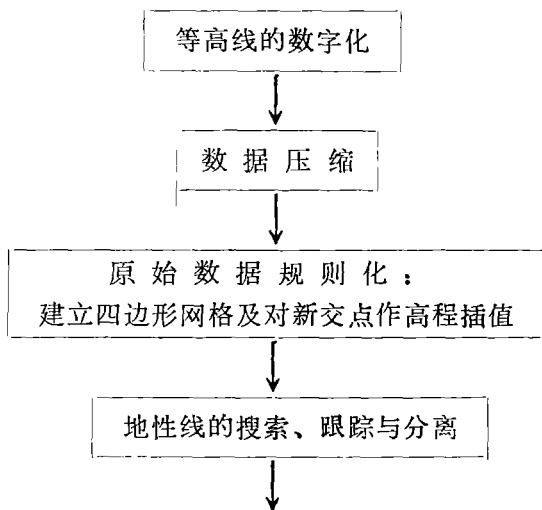 等高线的数字化
数据压缩
原始数据规则化：
建立四边形网格及对新交点作高程插值
地性线的搜索、跟踪与分离